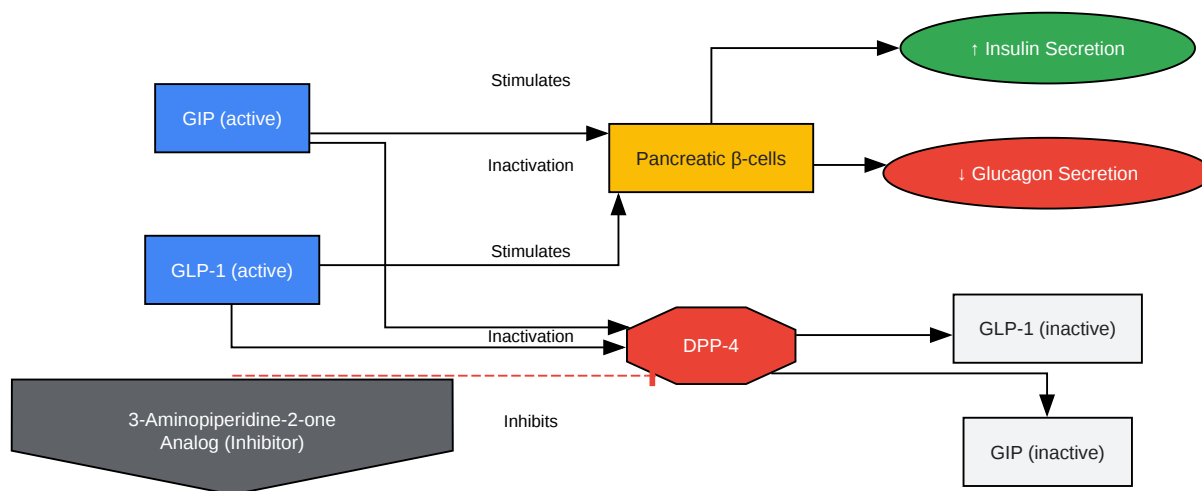 ↑ Insulin Secretion
Stimulates
GIP (active)
Pancreatic β-cells
Inactivation
↓ Glucagon Secretion
Stimulates
GLP-1 (active)
GLP-1 (inactive)
Inactivation
DPP-4
3-Aminopiperidine-2-one
Analog (Inhibitor)
Inhibits
GIP (inactive)